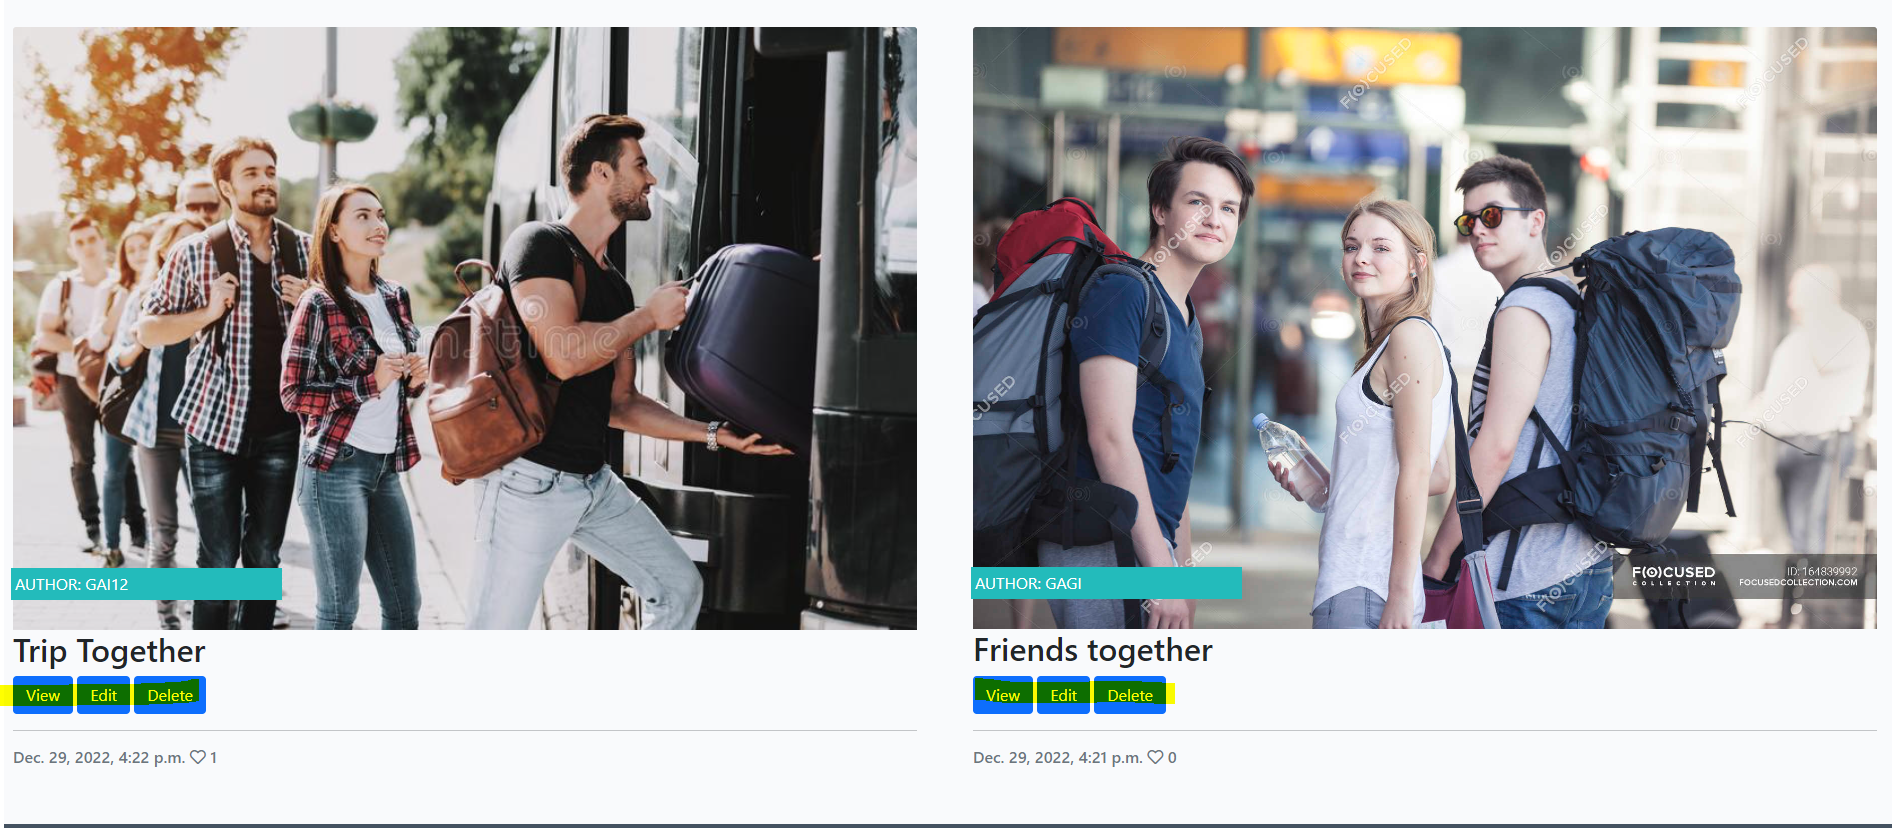 AUTHOR: GAI12
Trip Together
View Edit Delete
Dec. 29, 2022, 4:22 p.m. 1
FOCUSED
F(O)CUSED
COLLECTION
ID: 164839992
FOCUSEDCOLLECTION.COM
AUTHOR: GAGI
Friends together
View Edit Delete
Dec. 29, 2022, 4:21 p.m. 0